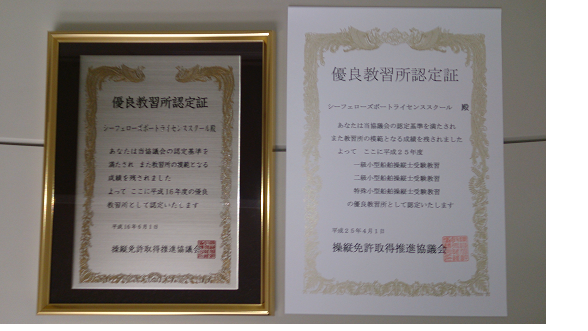 優良教習所認定証
シーフェローズボートライセンススクール殿
あなたは当協議会の認定基準を
満たされ また教習所の模範となる
成績を残されました
よって ここに平成16年度の優良
教習所として認定いたします
操縦免許取得推進協議会
優良教習所認定証
シーフェローズボートライセンススクール 殿
あなたは当協議会の認定基準を満たされ
また教習所の模範となる成績を残されました
よって ここに平成25年度
一級小型船舶操縦士受験教習
二級小型船舶操縦士受験教習
特殊小型船舶操縦士受験教習
の優良教習所として認定いたします
平成25年6月1日
操縦免許取得推進協議会